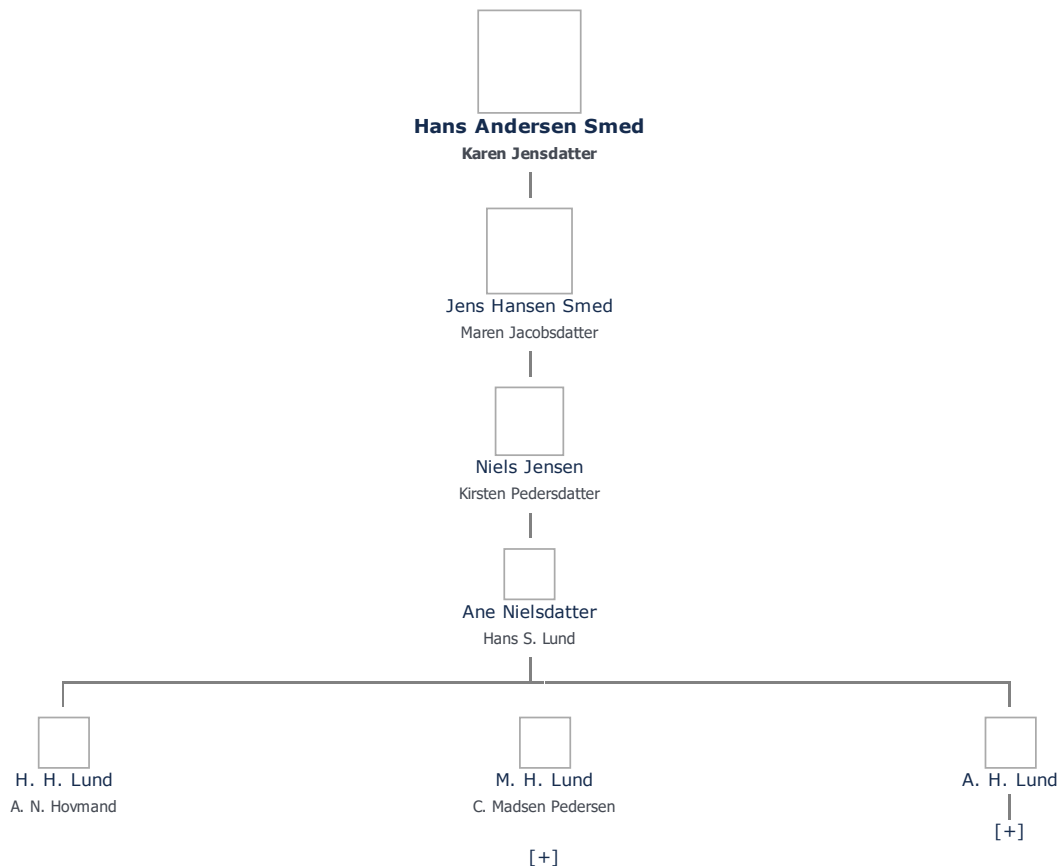 Hans Andersen Smed
Karen Jensdatter
Jens Hansen Smed
Maren Jacobsdatter
Niels Jensen
Kirsten Pedersdatter
Ane Nielsdatter
Hans S. Lund
H. H. Lund
A. N. Hovmand
M. H. Lund
C. Madsen Pedersen
[+]
A. H. Lund
[+]